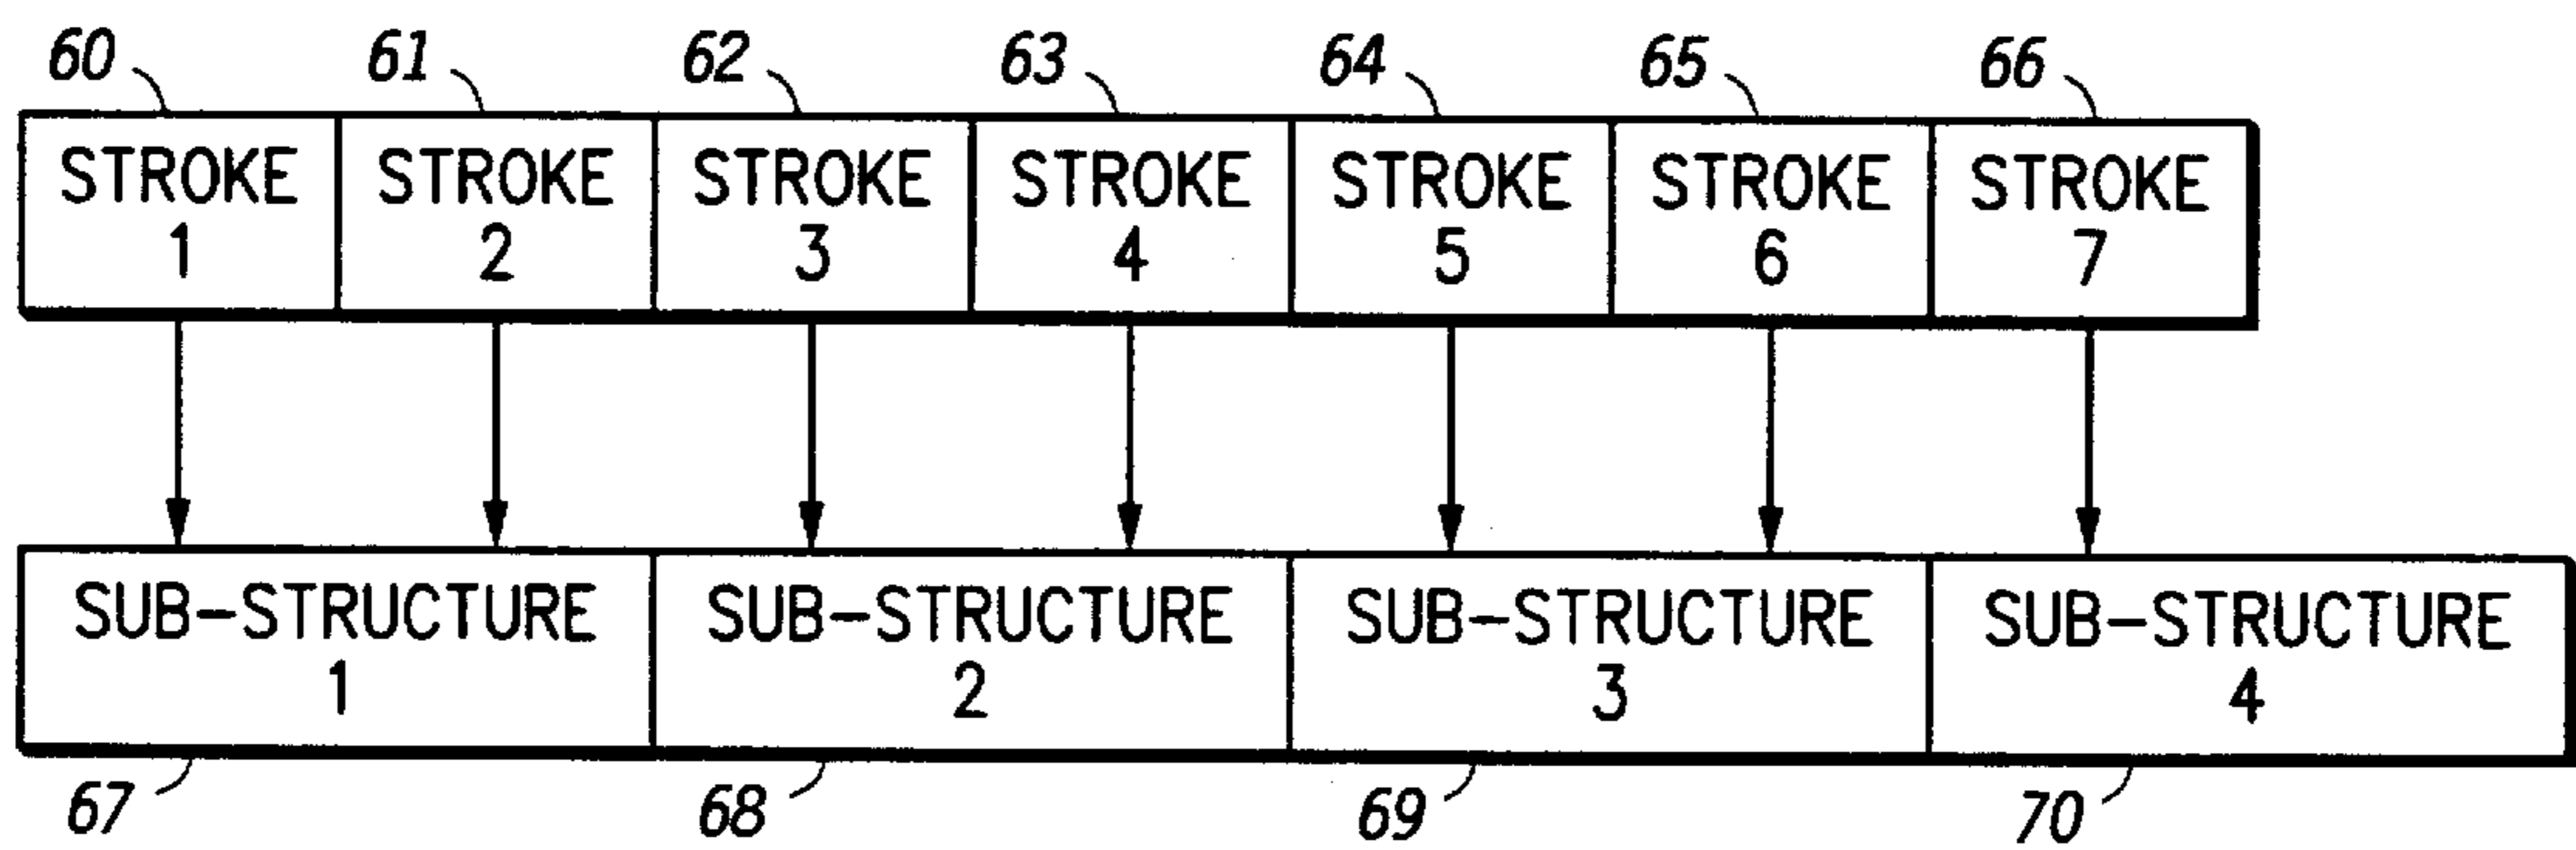 60 61 62 63 64 65 66
STROKE STROKE STROKE STROKE STROKE STROKE STROKE
1 2 3 4 5 6 7
SUB-STRUCTURE SUB-STRUCTURE SUB-STRUCTURE SUB-STRUCTURE
1 2 3 4
67 68 69 70